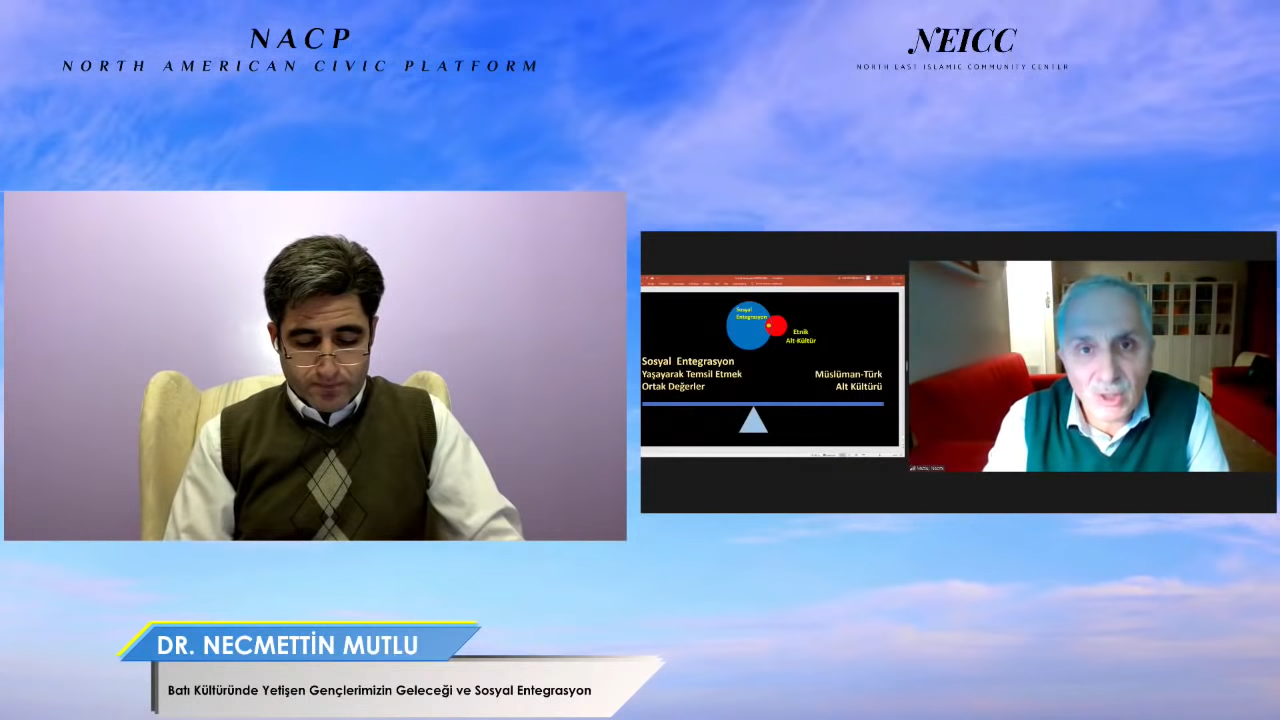 NACP
NORTH AMERICAN CIVIC PLATFORM
NEICC
NORTH EAST ISLAMIC COMMUNITY CENTER
Sosyal
Entegrasyon
Etnik
Alt-Kültür
Sosyal Entegrasyon
Yaşayarak Temsil Etmek
Ortak Değerler
Müslüman-Türk
Alt Kültürü
DR. NECMETTİN MUTLU
Batı Kültüründe Yetişen Gençlerimizin Geleceği ve Sosyal Entegrasyon